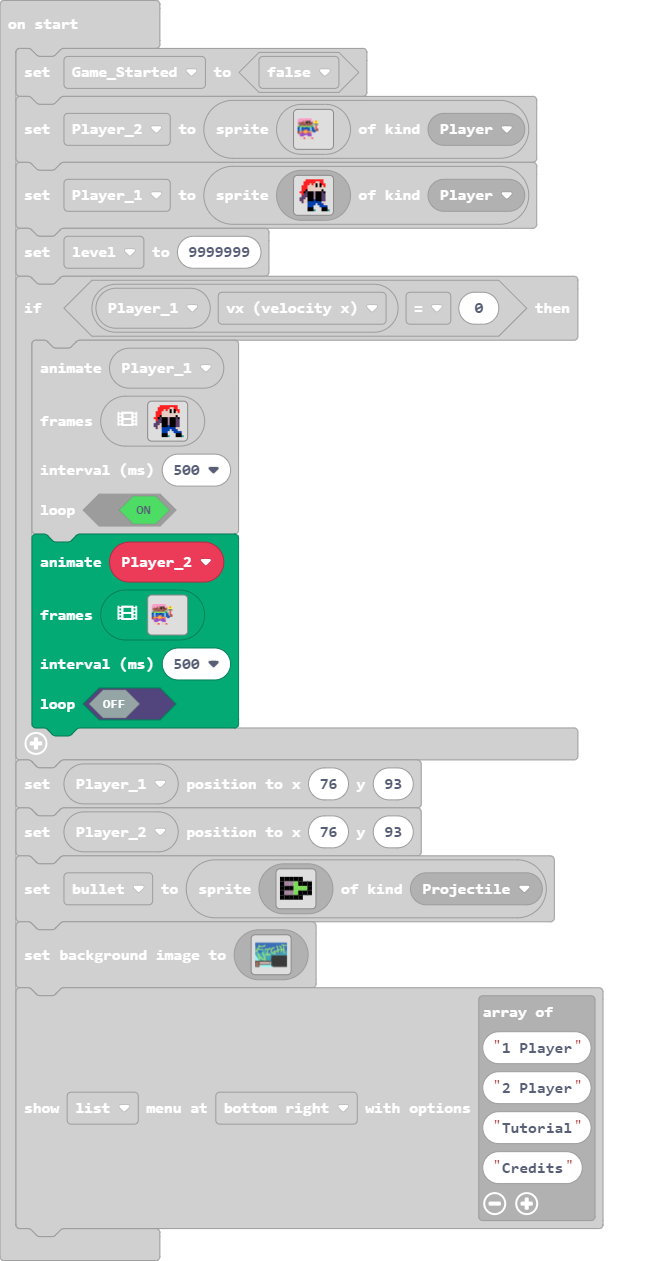 on start
set Game_Started to false
set Player_2 to sprite of kind Player
set Player_1 to sprite of kind Player
set level to 9999999
if Player_1 vx (velocity x) = 0 then
animate Player_1
frames
interval (ms) 500
loop ON
animate Player_2
frames
interval (ms) 500
loop OFF
set Player_1 position to x 76 y 93
set Player_2 position to x 76 y 93
set bullet to sprite of kind Projectile
set background image to
array of
"1 Player"
"2 Player"
show list menu at bottom right with options
"Tutorial"
"Credits"